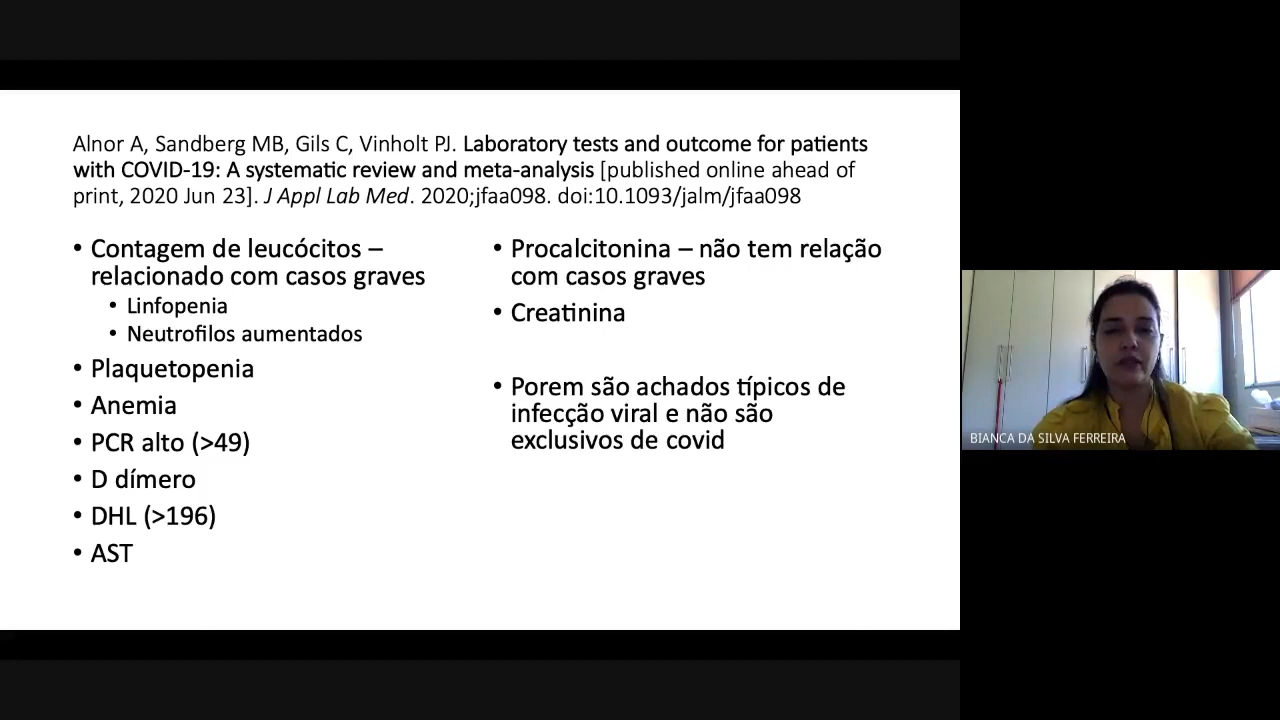 Alnor A, Sandberg MB, Gils C, Vinholt PJ. Laboratory tests and outcome for patients
with COVID-19: A systematic review and meta-analysis [published online ahead of
print, 2020 Jun 23]. J Appl Lab Med. 2020;jfaa098. doi:10.1093/jalm/jfaa098
• Contagem de leucócitos –
relacionado com casos graves
• Linfopenia
• Neutrofilos aumentados
• Plaquetopenia
• Anemia
• PCR alto (>49)
• D dímero
• DHL (>196)
• AST
• Procalcitonina – não tem relação
com casos graves
• Creatinina
• Porem são achados típicos de
infecção viral e não são
exclusivos de covid
BIANCA DA SILVA FERREIRA